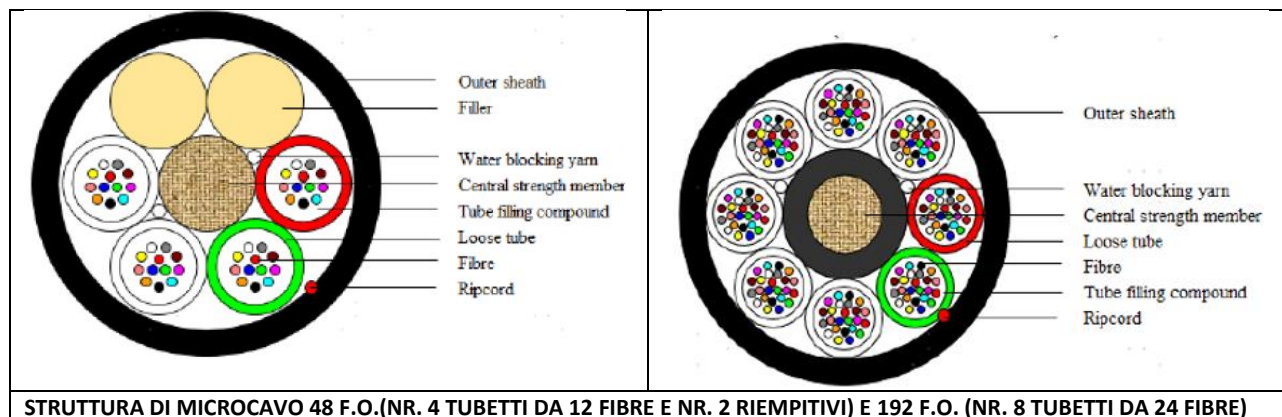 Outer sheath
Filler
Water blocking yarn
Central strength member
Tube filling compound
Loose tube
Fibre
Ripcord
Outer sheath
Water blocking yarn
Central strength member
Loose tube
Fibre
Tube filling compound
Ripcord
STRUTTURA DI MICROCAVO 48 F.O.(NR. 4 TUBETTI DA 12 FIBRE E NR. 2 RIEMPITIVI) E 192 F.O. (NR. 8 TUBETTI DA 24 FIBRE)